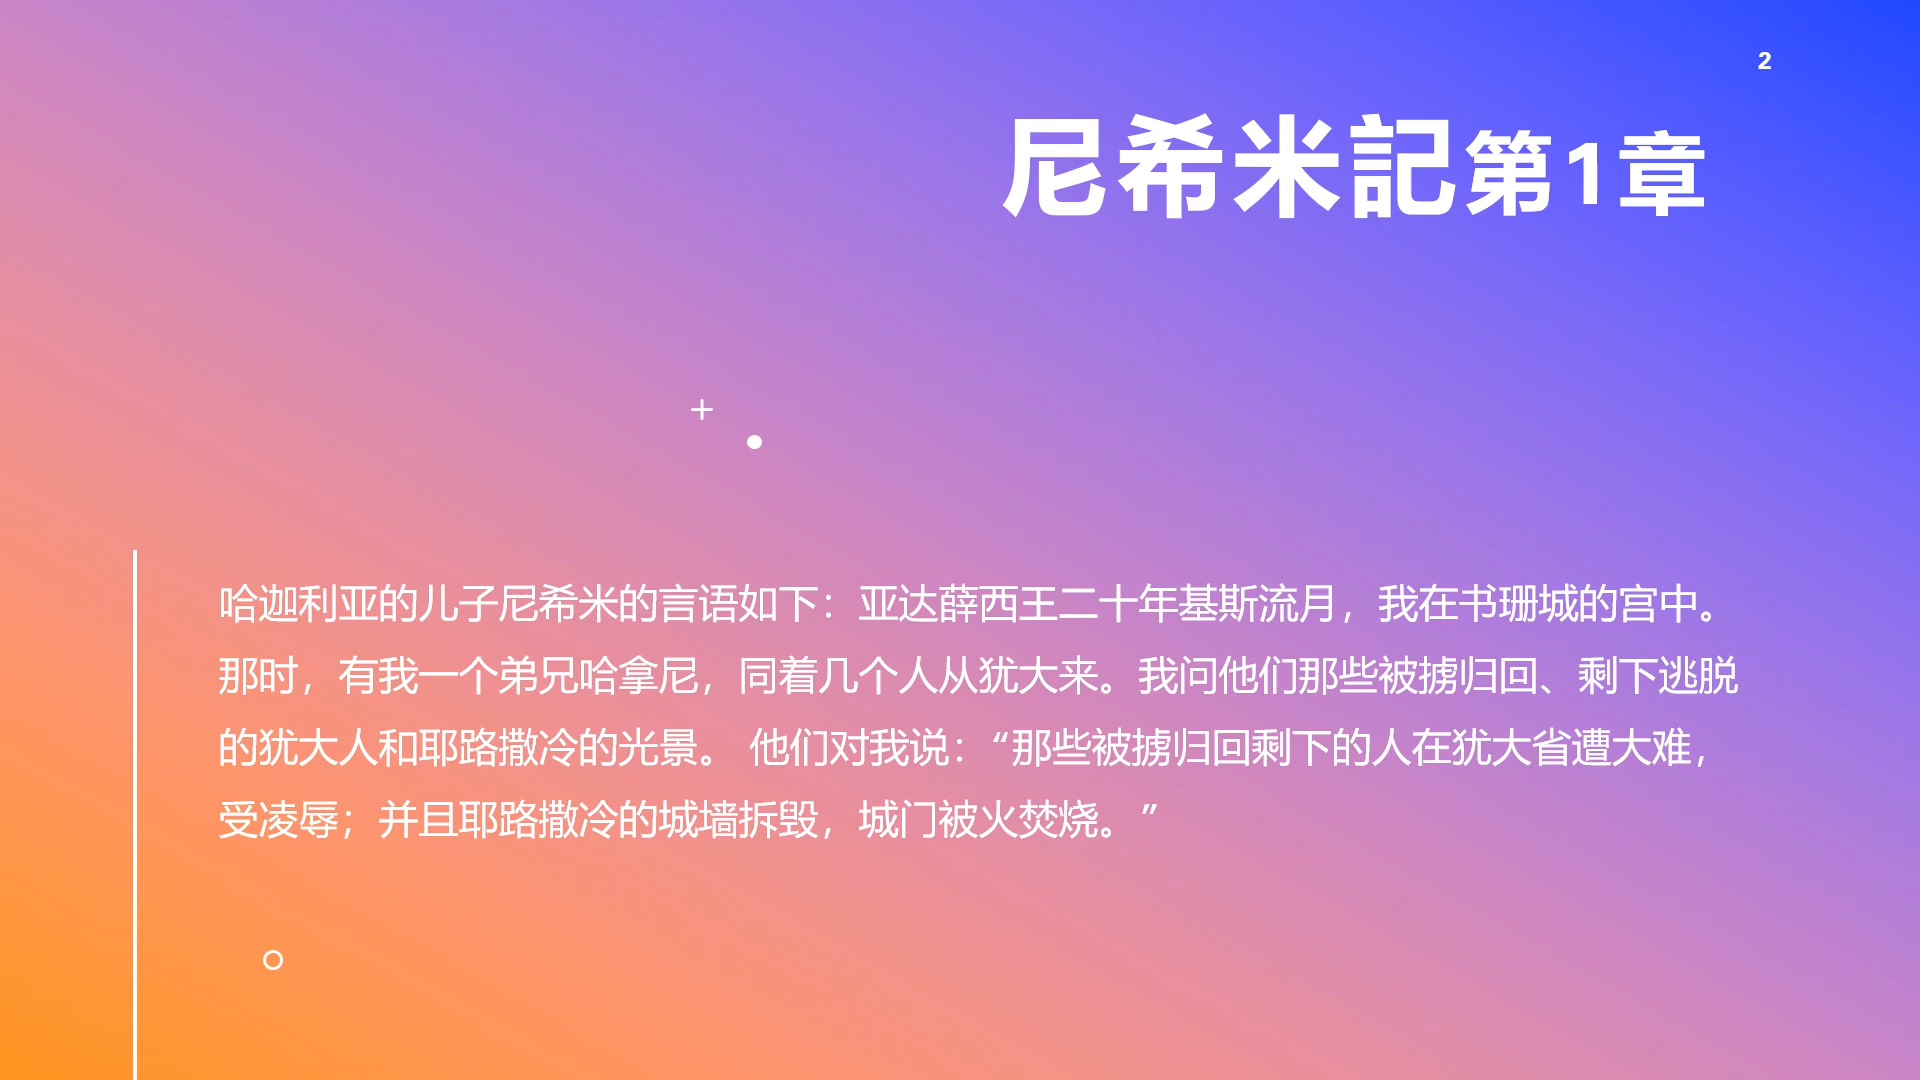 2
尼希米記第1章
哈迦利亚的儿子尼希米的言语如下：亚达薛西王二十年基斯流月，我在书珊城的宫中。
那时，有我一个弟兄哈拿尼，同着几个人从犹大来。我问他们那些被掳归回、剩下逃脱
的犹大人和耶路撒冷的光景。 他们对我说：“那些被掳归回剩下的人在犹大省遭大难，
受凌辱；并且耶路撒冷的城墙拆毁，城门被火焚烧。”